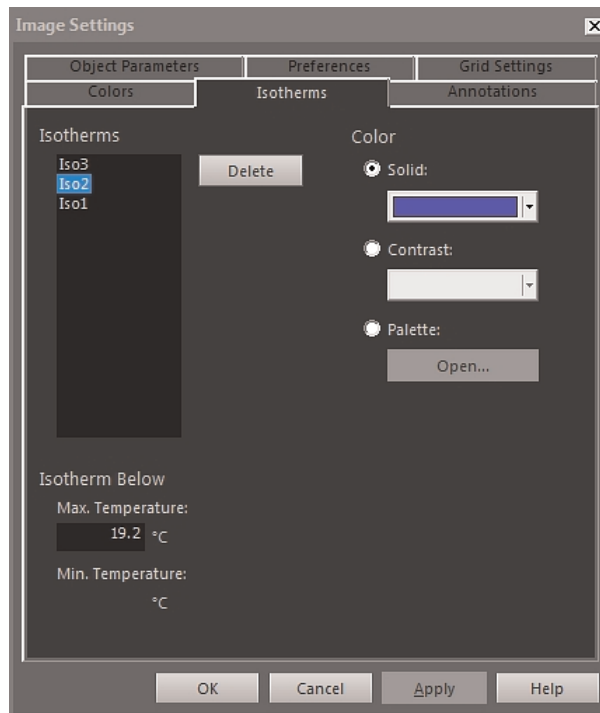 Image Settings
Object Parameters Preferences Grid Settings
Colors Isotherms Annotations
Isotherms
Iso3
Iso2
Iso1
Delete
Color
Solid:
Contrast:
Palette:
Open...
Isotherm Below
Max. Temperature:
19.2 °C
Min. Temperature:
°C
OK Cancel Apply Help